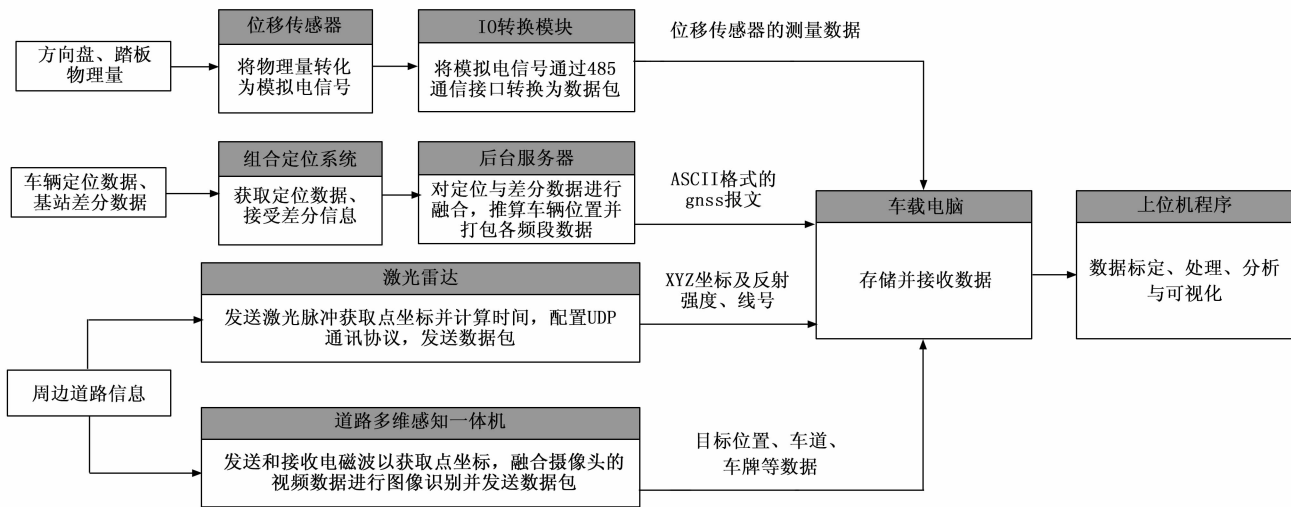 方向盘、踏板
物理量
位移传感器
将物理量转化
为模拟电信号
IO转换模块
将模拟电信号通过485
通信接口转换为数据包
位移传感器的测量数据
车辆定位数据、
基站差分数据
组合定位系统
获取定位数据、
接受差分信息
后台服务器
对定位与差分数据进行
融合，推算车辆位置并
打包各频段数据
ASCII格式的
gnss报文
周边道路信息
激光雷达
发送激光脉冲获取点坐标并计算时间，配置UDP
通讯协议，发送数据包
XYZ坐标及反射
强度、线号
道路多维感知一体机
发送和接收电磁波以获取点坐标，融合摄像头的
视频数据进行图像识别并发送数据包
目标位置、车道、
车牌等数据
车载电脑
存储并接收数据
上位机程序
数据标定、处理、分析
与可视化